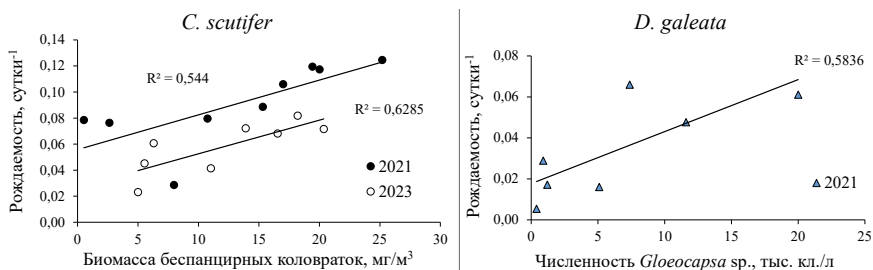 C. scutifer
Рождаемость, сутки-1
0,14
0,12
0,10
0,08
0,06
0,04
0,02
0,00
R² = 0,544
R² = 0,6285
2021
2023
0 5 10 15 20 25 30
Биомасса беспанцирных коловраток, мг/м³
D. galeata
Рождаемость, сутки-1
0,08
0,06
0,04
0,02
0,00
R² = 0,5836
2021
0 5 10 15 20 25
Численность Gloeocapsa sp., тыс. кл./л